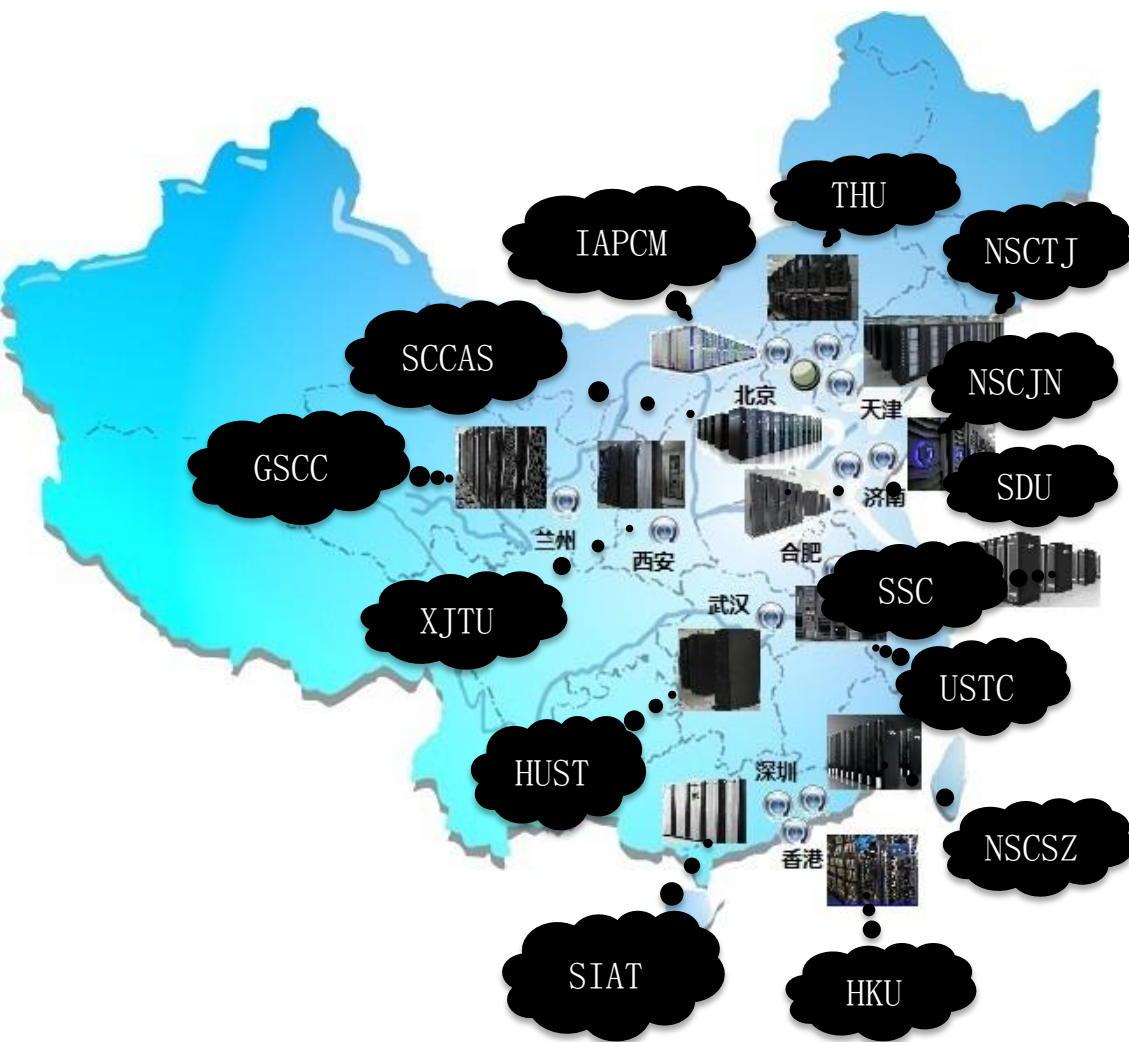 THU
IAPCM
NSCTJ
SCCAS
NSCJN
北京
天津
GSCC
SDU
济南
兰州
西安
合肥
SSC
武汉
XJTU
USTC
HUST
深圳
NSCSZ
香港
SIAT
HKU